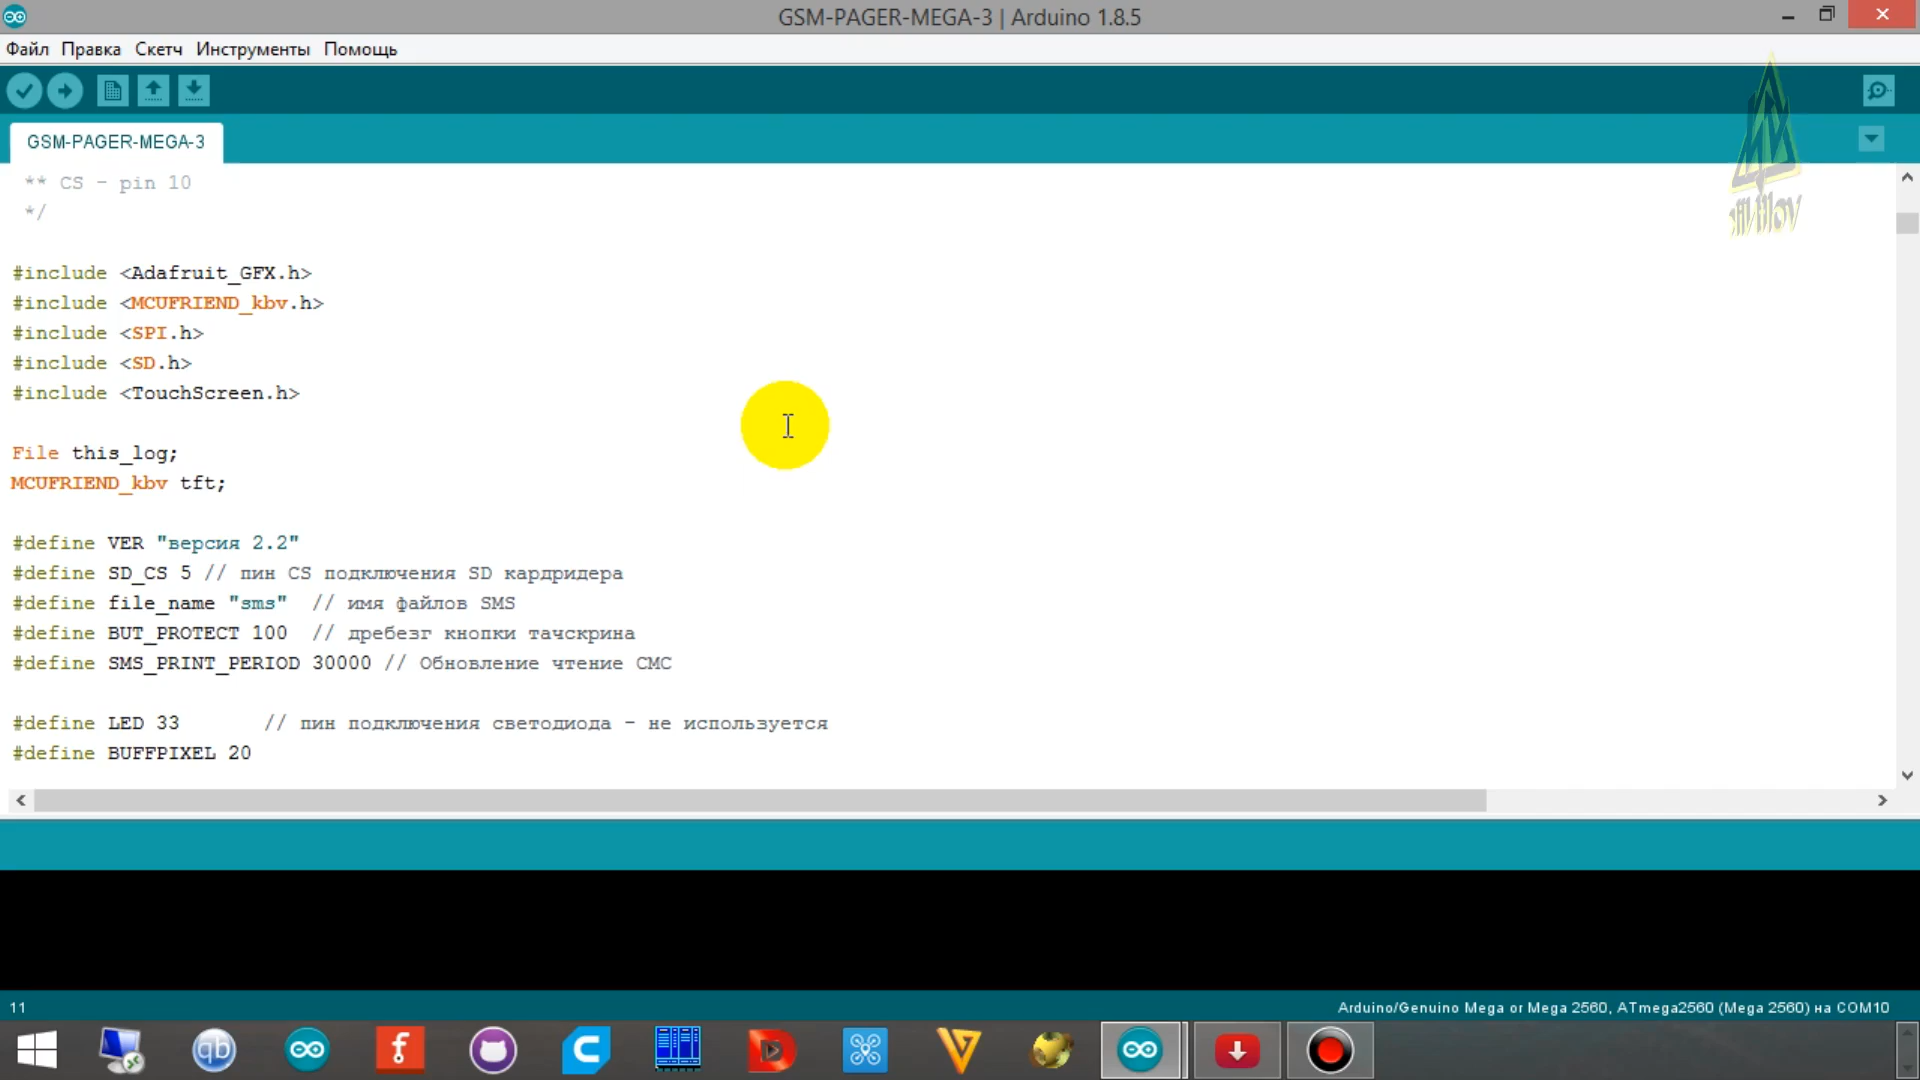 GSM-PAGER-MEGA-3 | Arduino 1.8.5
Файл Правка Скетч Инструменты Помощь
GSM-PAGER-MEGA-3
** CS - pin 10
*/
#include <Adafruit_GFX.h>
#include <MCUFRIEND_kbv.h>
#include <SPI.h>
#include <SD.h>
#include <TouchScreen.h>
File this_log;
MCUFRIEND_kbv tft;
#define VER "версия 2.2"
#define SD_CS 5 // пин CS подключения SD кардридера
#define file_name "sms"  // имя файлов SMS
#define BUT_PROTECT 100  // дребезг кнопки тачскрина
#define SMS_PRINT_PERIOD 30000 // Обновление чтение СМС
#define LED 33       // пин подключения светодиода - не используется
#define BUFFPIXEL 20
11
Arduino/Genuino Mega or Mega 2560, ATmega2560 (Mega 2560) на COM10
qb